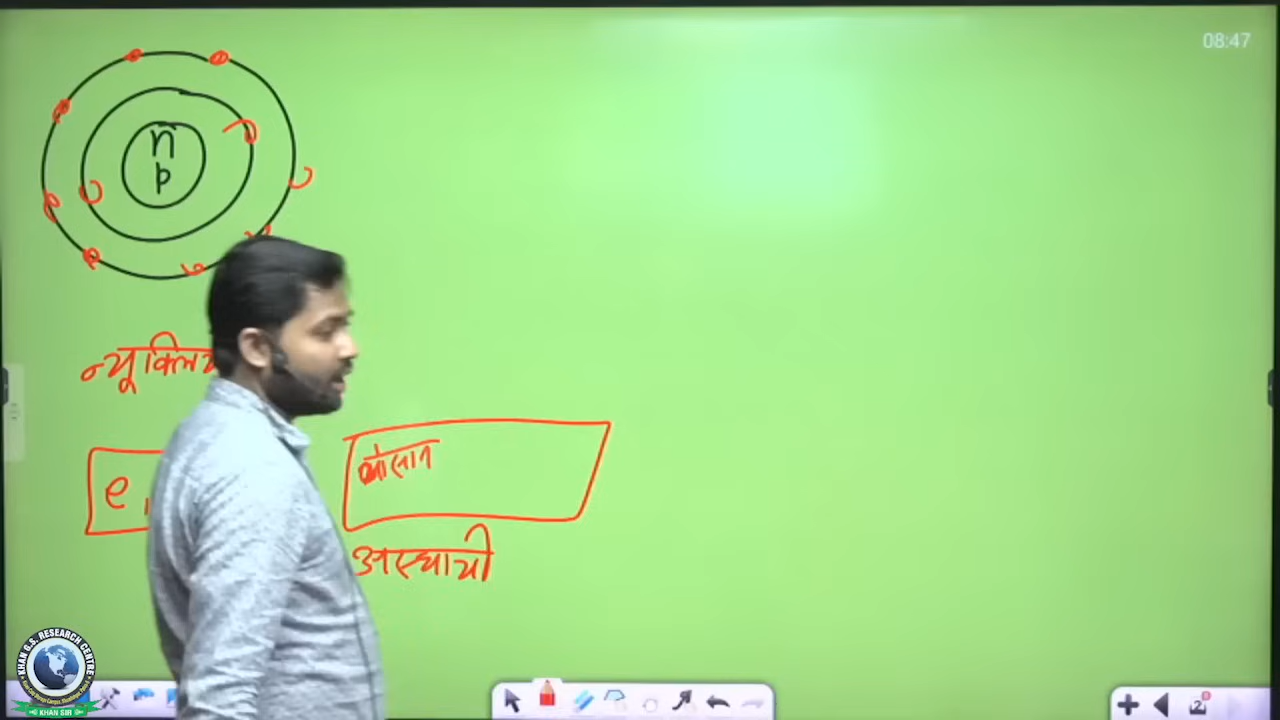 08:47
n
p
न्यूक्लिय
e,
अस्थायी
KHAN G.S. RESEARCH CENTRE
KHAN SIR